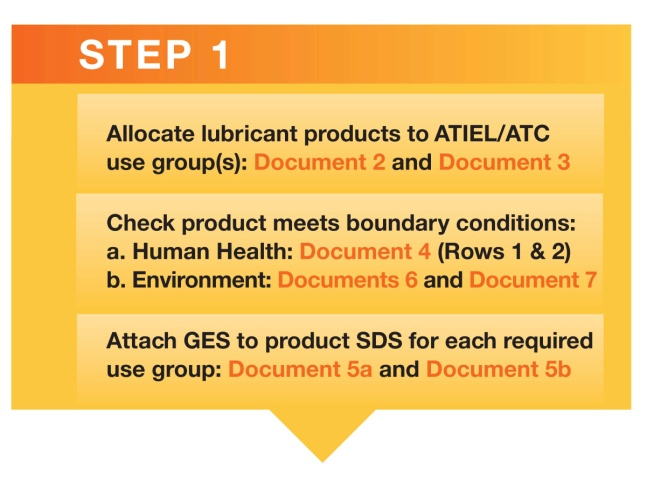 STEP 1
Allocate lubricant products to ATIEL/ATC
use group(s): Document 2 and Document 3
Check product meets boundary conditions:
a. Human Health: Document 4 (Rows 1 & 2)
b. Environment: Documents 6 and Document 7
Attach GES to product SDS for each required
use group: Document 5a and Document 5b